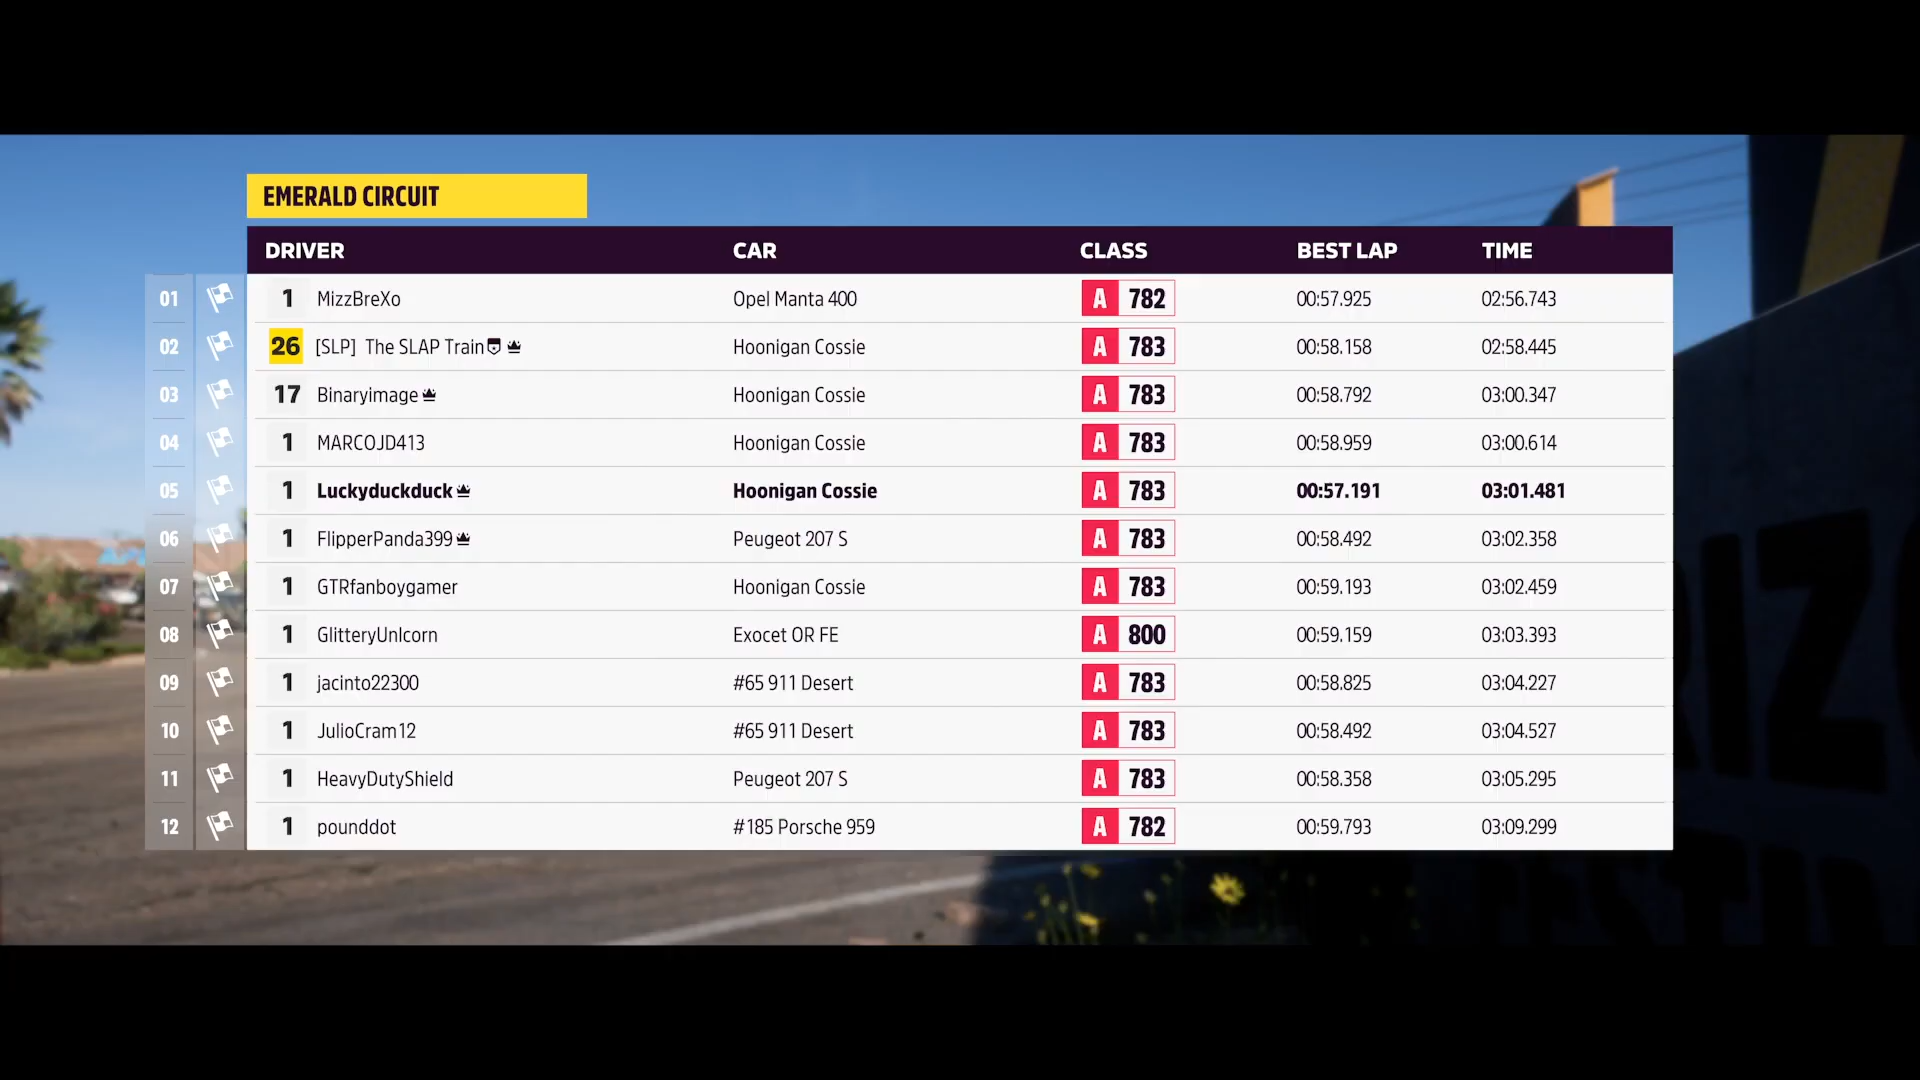 EMERALD CIRCUIT
DRIVER CAR CLASS BEST LAP TIME
01 1 MizzBreXo Opel Manta 400 A 782 00:57.925 02:56.743
02 26 [SLP] The SLAP Train Hoonigan Cossie A 783 00:58.158 02:58.445
03 17 Binaryimage Hoonigan Cossie A 783 00:58.792 03:00.347
04 1 MARCOJD413 Hoonigan Cossie A 783 00:58.959 03:00.614
05 1 Luckyduckduck Hoonigan Cossie A 783 00:57.191 03:01.481
06 1 FlipperPanda399 Peugeot 207 S A 783 00:58.492 03:02.358
07 1 GTRfanboygamer Hoonigan Cossie A 783 00:59.193 03:02.459
08 1 GlitteryUnIcorn Exocet OR FE A 800 00:59.159 03:03.393
09 1 jacinto22300 #65 911 Desert A 783 00:58.825 03:04.227
10 1 JulioCram12 #65 911 Desert A 783 00:58.492 03:04.527
11 1 HeavyDutyShield Peugeot 207 S A 783 00:58.358 03:05.295
12 1 pounddot #185 Porsche 959 A 782 00:59.793 03:09.299